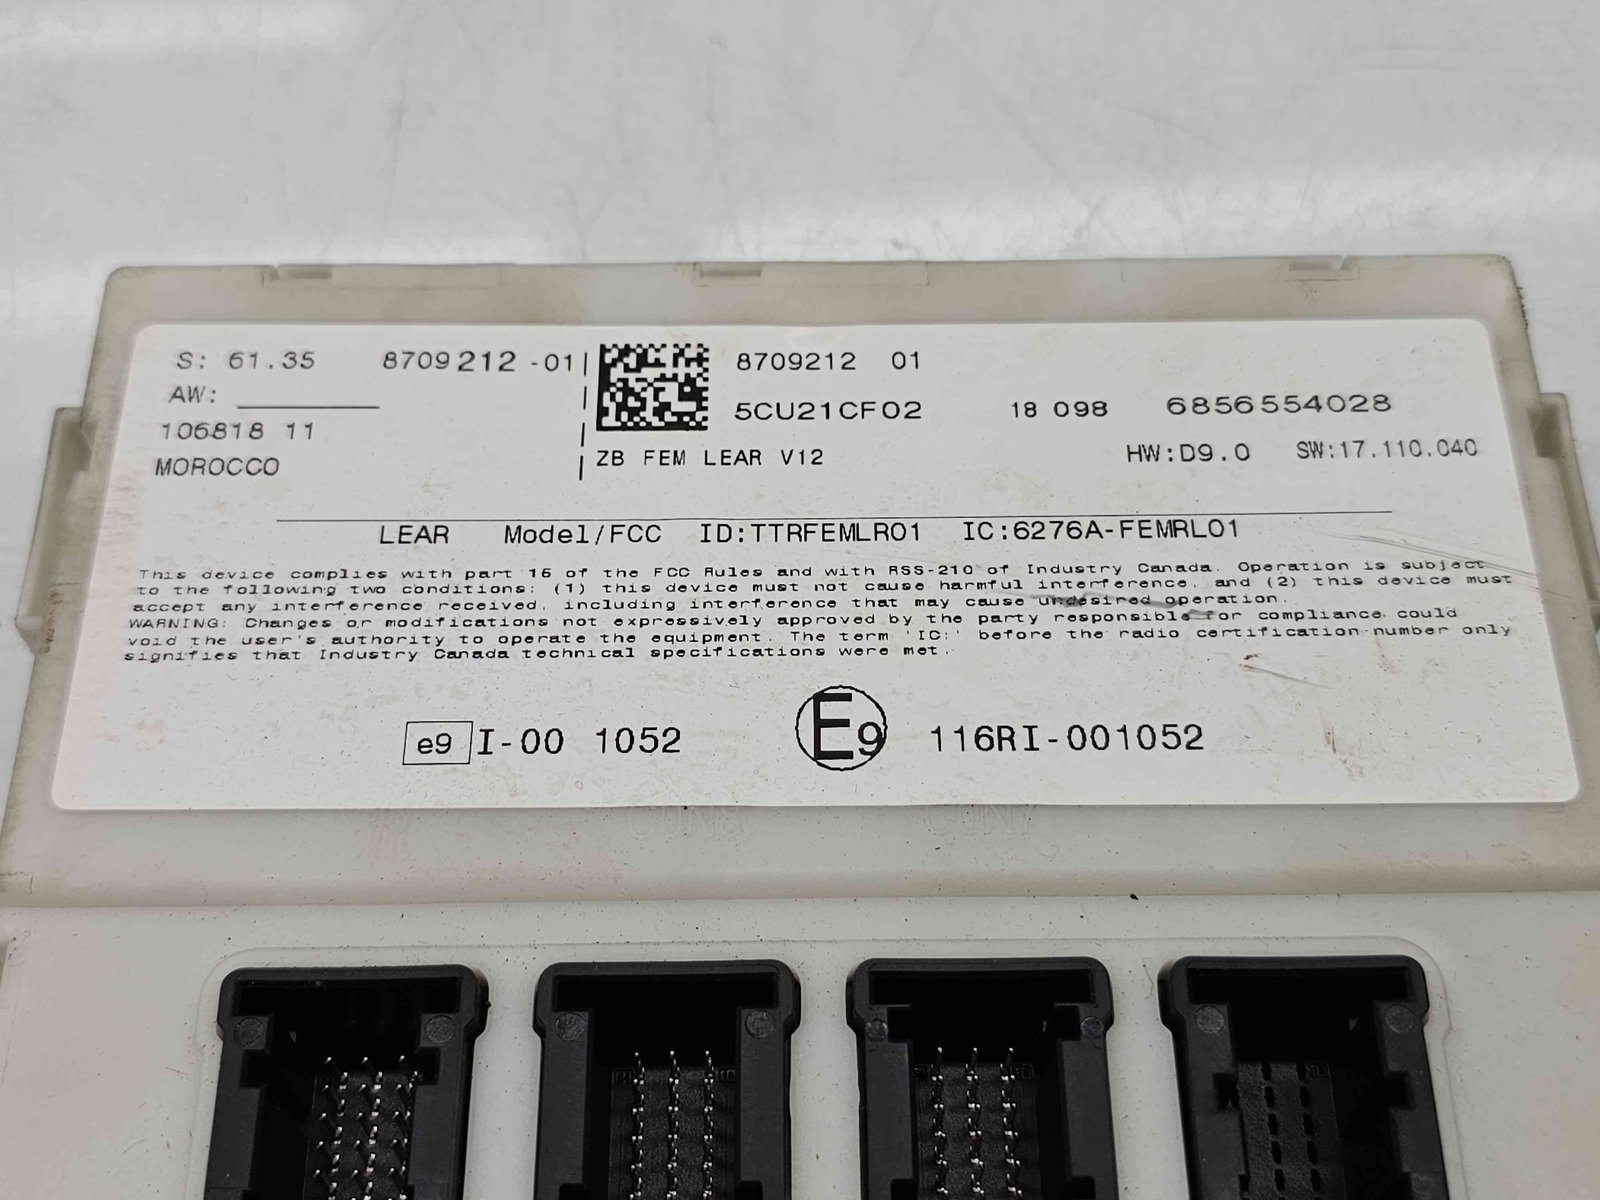 S: 61.35 8709212 -01 8709212 01
AW: 5CU21CF02 18 098 6856554028
106818 11
MOROCCO ZB FEM LEAR V12 HW:D9.0 SW:17.110.040
LEAR Model/FCC ID:TTRFEMLR01 IC:6276A-FEMRL01
This device complies with part 15 of the FCC Rules and with RSS-210 of Industry Canada. Operation is subject
to the following two conditions: (1) this device must not cause harmful interference, and (2) this device must
accept any interference received, including interference that may cause undesired operation.
WARNING: Changes or modifications not expressively approved by the party responsible for compliance could
void the user's authority to operate the equipment. The term 'IC:' before the radio certification number only
signifies that Industry Canada technical specifications were met.
e9 I-00 1052 E9 116RI-001052